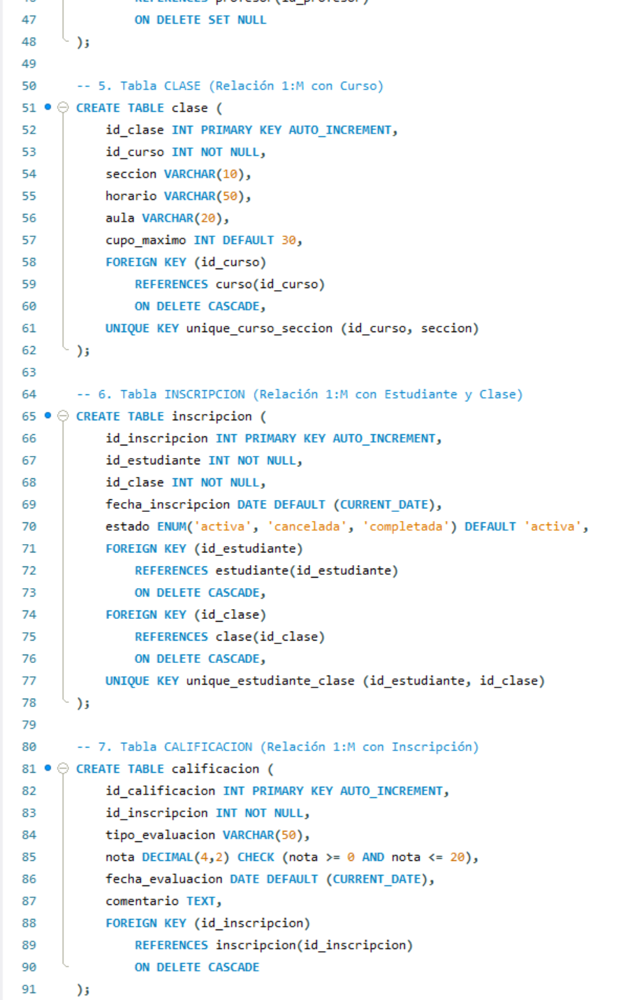 46 REFERENCES profesor(id_profesor)
47 ON DELETE SET NULL
48 );
49
50 -- 5. Tabla CLASE (Relación 1:M con Curso)
51 CREATE TABLE clase (
52 id_clase INT PRIMARY KEY AUTO_INCREMENT,
53 id_curso INT NOT NULL,
54 seccion VARCHAR(10),
55 horario VARCHAR(50),
56 aula VARCHAR(20),
57 cupo_maximo INT DEFAULT 30,
58 FOREIGN KEY (id_curso)
59 REFERENCES curso(id_curso)
60 ON DELETE CASCADE,
61 UNIQUE KEY unique_curso_seccion (id_curso, seccion)
62 );
63
64 -- 6. Tabla INSCRIPCION (Relación 1:M con Estudiante y Clase)
65 CREATE TABLE inscripcion (
66 id_inscripcion INT PRIMARY KEY AUTO_INCREMENT,
67 id_estudiante INT NOT NULL,
68 id_clase INT NOT NULL,
69 fecha_inscripcion DATE DEFAULT (CURRENT_DATE),
70 estado ENUM('activa', 'cancelada', 'completada') DEFAULT 'activa',
71 FOREIGN KEY (id_estudiante)
72 REFERENCES estudiante(id_estudiante)
73 ON DELETE CASCADE,
74 FOREIGN KEY (id_clase)
75 REFERENCES clase(id_clase)
76 ON DELETE CASCADE,
77 UNIQUE KEY unique_estudiante_clase (id_estudiante, id_clase)
78 );
79
80 -- 7. Tabla CALIFICACION (Relación 1:M con Inscripción)
81 CREATE TABLE calificacion (
82 id_calificacion INT PRIMARY KEY AUTO_INCREMENT,
83 id_inscripcion INT NOT NULL,
84 tipo_evaluacion VARCHAR(50),
85 nota DECIMAL(4,2) CHECK (nota >= 0 AND nota <= 20),
86 fecha_evaluacion DATE DEFAULT (CURRENT_DATE),
87 comentario TEXT,
88 FOREIGN KEY (id_inscripcion)
89 REFERENCES inscripcion(id_inscripcion)
90 ON DELETE CASCADE
91 );